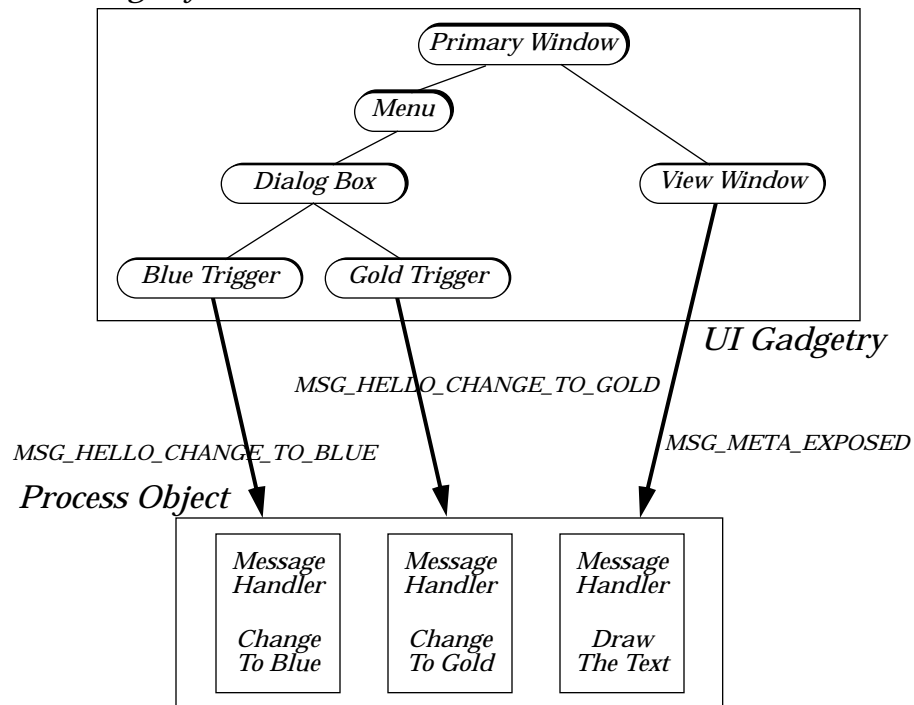 Primary Window
Menu
Dialog Box
View Window
Blue Trigger
Gold Trigger
UI Gadgetry
MSG_HELLO_CHANGE_TO_GOLD
MSG_HELLO_CHANGE_TO_BLUE
MSG_META_EXPOSED
Process Object
Message
Handler
Change
To Blue
Message
Handler
Change
To Gold
Message
Handler
Draw
The Text